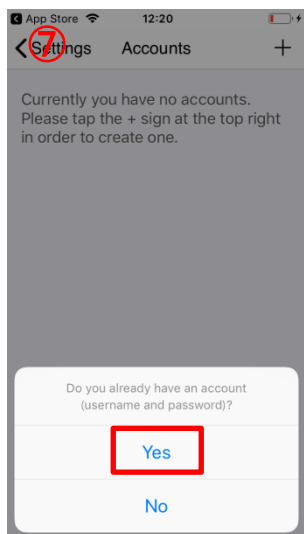 App Store 12:20
⑦
Settings Accounts +
Currently you have no accounts.
Please tap the + sign at the top right
in order to create one.
Do you already have an account
(username and password)?
Yes
No